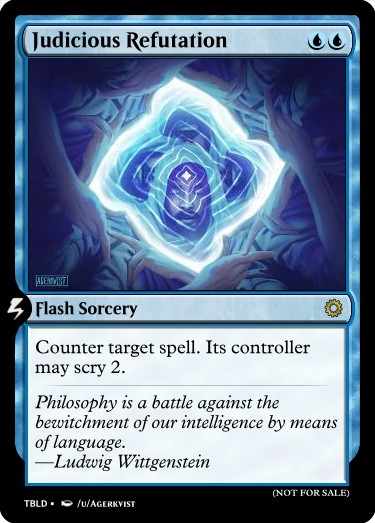 Judicious Refutation
AGERKVIST
Flash Sorcery
Counter target spell. Its controller
may scry 2.
Philosophy is a battle against the
bewitchment of our intelligence by means
of language.
—Ludwig Wittgenstein
(NOT FOR SALE)
TBLD • /U/AGERKVIST